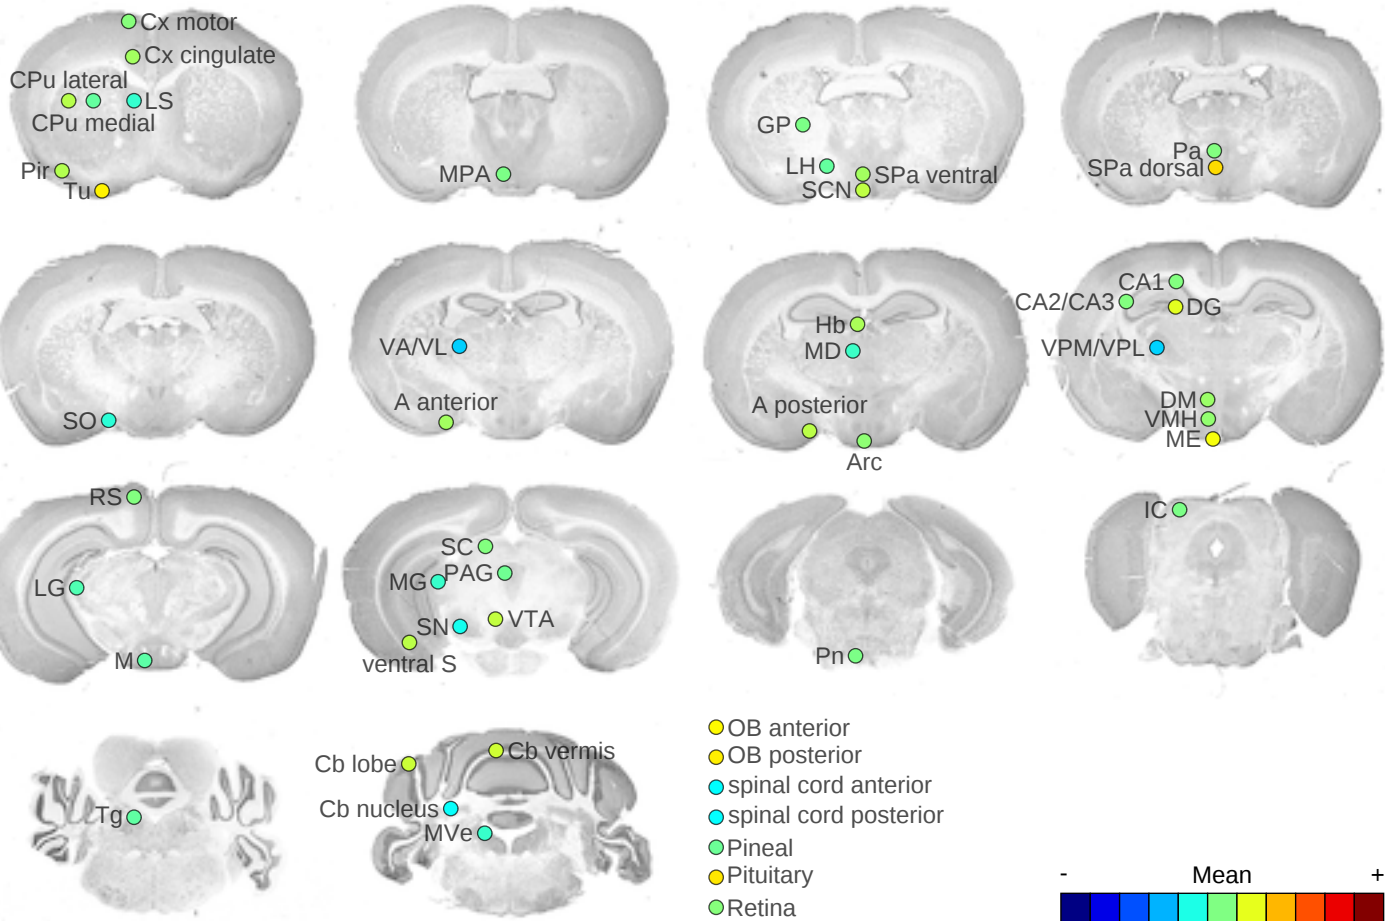 Cx motor
Cx cingulate
CPu lateral
LS
CPu medial
Pir
Tu
MPA
GP
LH
SPa ventral
SCN
Pa
SPa dorsal
SO
VA/VL
A anterior
Hb
MD
A posterior
Arc
CA1
CA2/CA3
DG
VPM/VPL
DM
VMH
ME
RS
LG
M
SC
PAG
MG
SN
VTA
ventral S
Pn
IC
Tg
Cb lobe
Cb vermis
Cb nucleus
MVe
OB anterior
OB posterior
spinal cord anterior
spinal cord posterior
Pineal
Pituitary
Retina
- Mean +